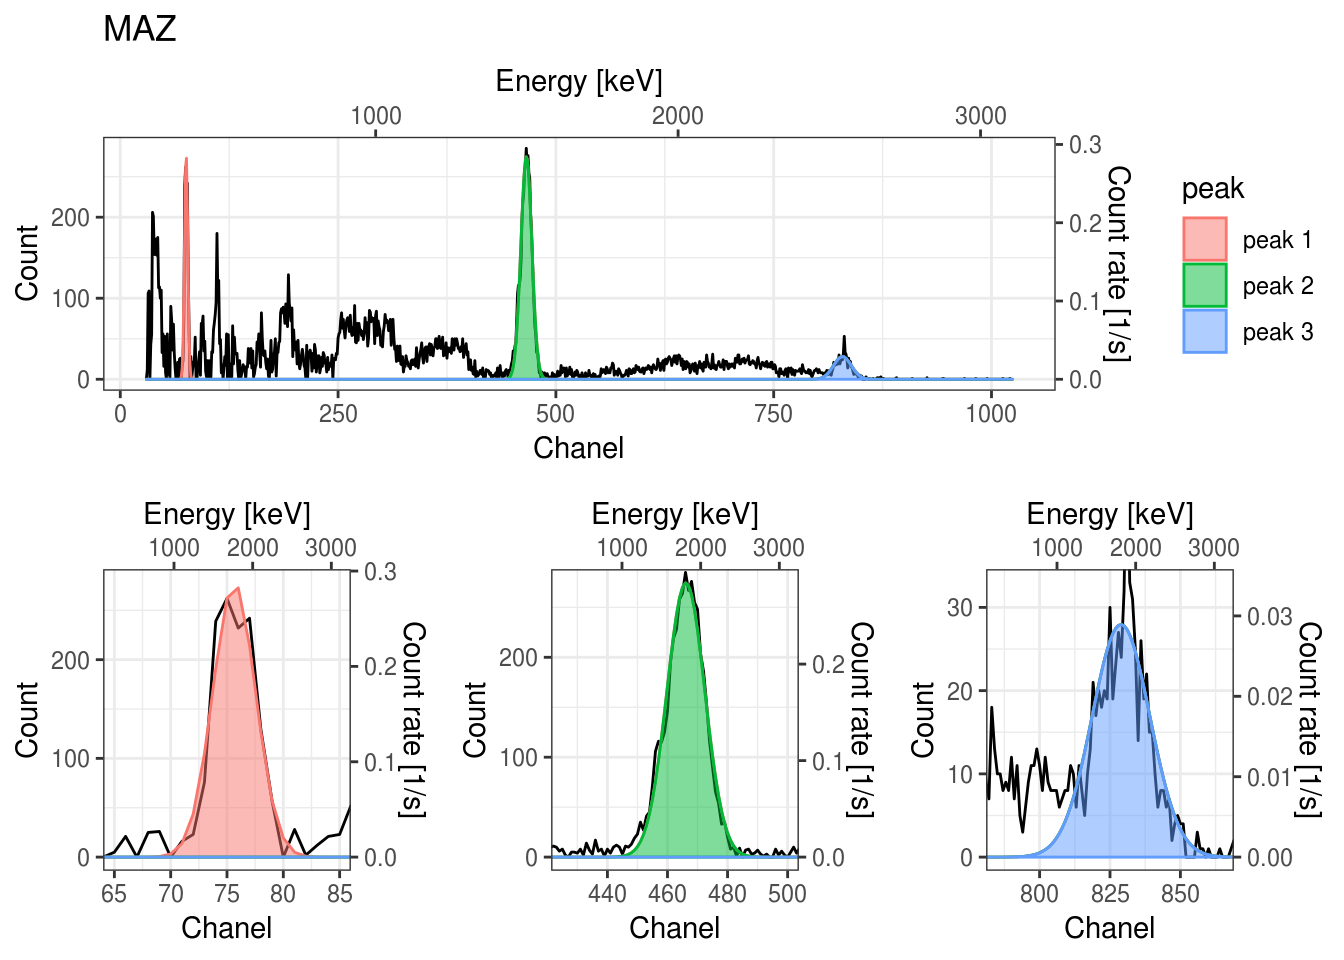 MAZ
Energy [keV]
1000 2000 3000
Count
200
100
0
0.3
0.2
0.1
0.0
Count rate [1/s]
0 250 500 750 1000
Chanel
peak
peak 1
peak 2
peak 3
Energy [keV]
1000 2000 3000
Count
200
100
0
0.3
0.2
0.1
0.0
Count rate [1/s]
65 70 75 80 85
Chanel
Energy [keV]
1000 2000 3000
Count
200
100
0
0.2
0.1
0.0
Count rate [1/s]
440 460 480 500
Chanel
Energy [keV]
1000 2000 3000
Count
30
20
10
0
0.03
0.02
0.01
0.00
Count rate [1/s]
800 825 850
Chanel